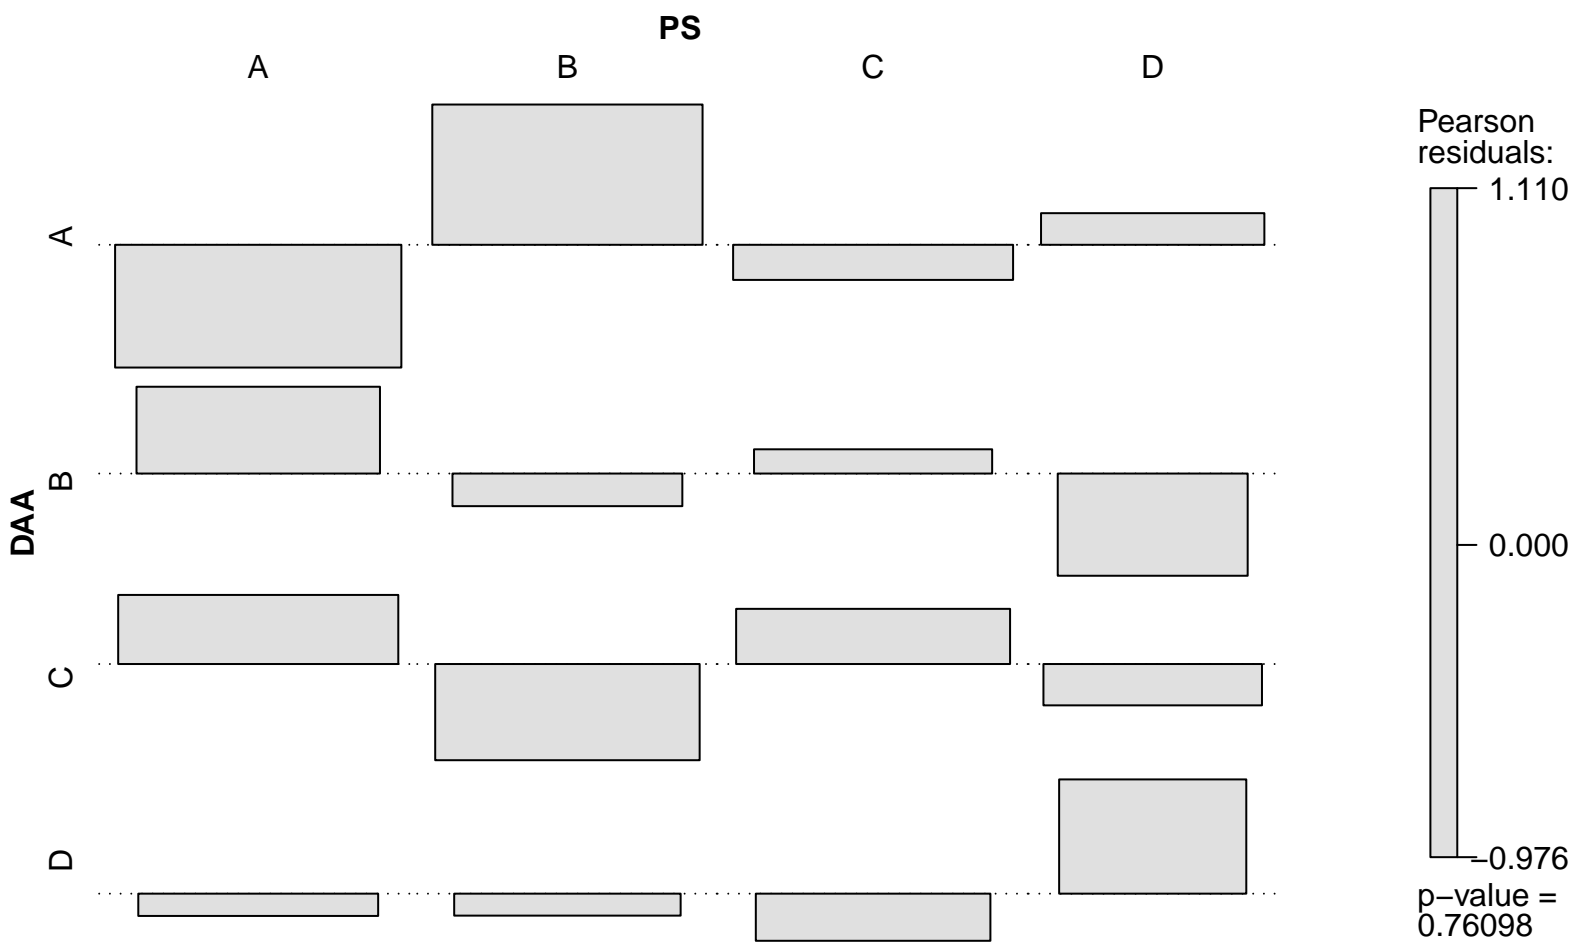 PS
A B C D
DAA
A
B
C
D
Pearson
residuals:
1.110
0.000
−0.976
p−value =
0.76098